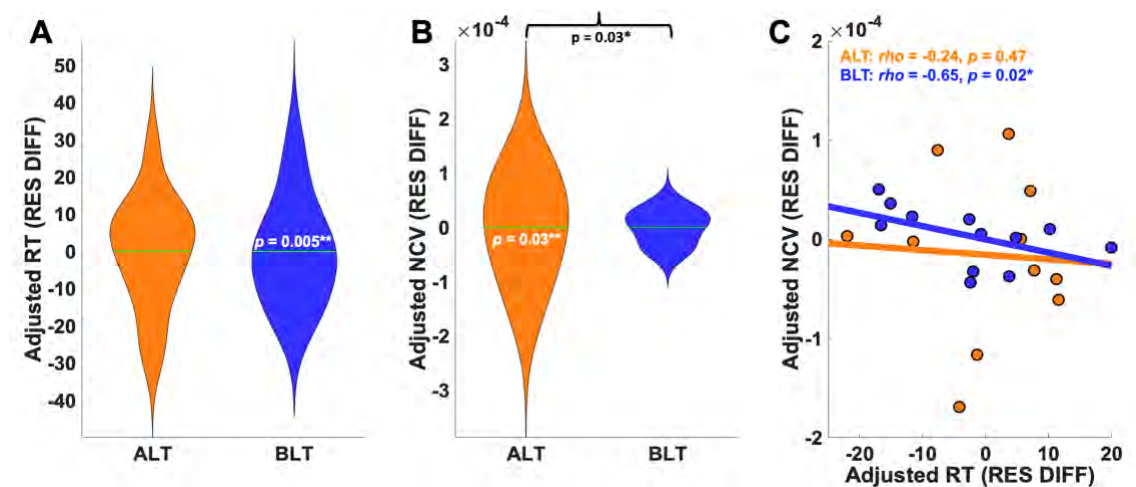 A
Adjusted RT (RES DIFF)
50
40
30
20
10
0
-10
-20
-30
-40
p = 0.005**
ALT
BLT
B
×10-4
p = 0.03*
Adjusted NCV (RES DIFF)
3
2
1
0
-1
-2
-3
p = 0.03**
ALT
BLT
C
×10-4
ALT: rho = -0.24, p = 0.47
BLT: rho = -0.65, p = 0.02*
Adjusted NCV (RES DIFF)
2
1
0
-1
-2
-20
-10
0
10
20
Adjusted RT (RES DIFF)